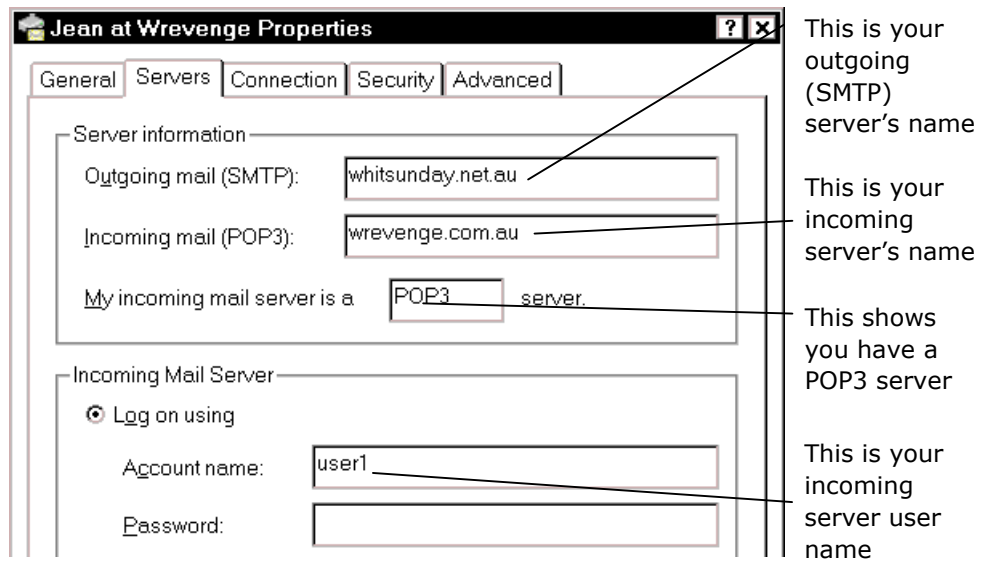 Jean at Wrevenge Properties
General Servers Connection Security Advanced
Server information
Outgoing mail (SMTP): whitsunday.net.au
Incoming mail (POP3): wrevenge.com.au
My incoming mail server is a POP3 server.
Incoming Mail Server
Log on using
Account name: user1
Password:
This is your
outgoing
(SMTP)
server’s name
This is your
incoming
server’s name
This shows
you have a
POP3 server
This is your
incoming
server user
name